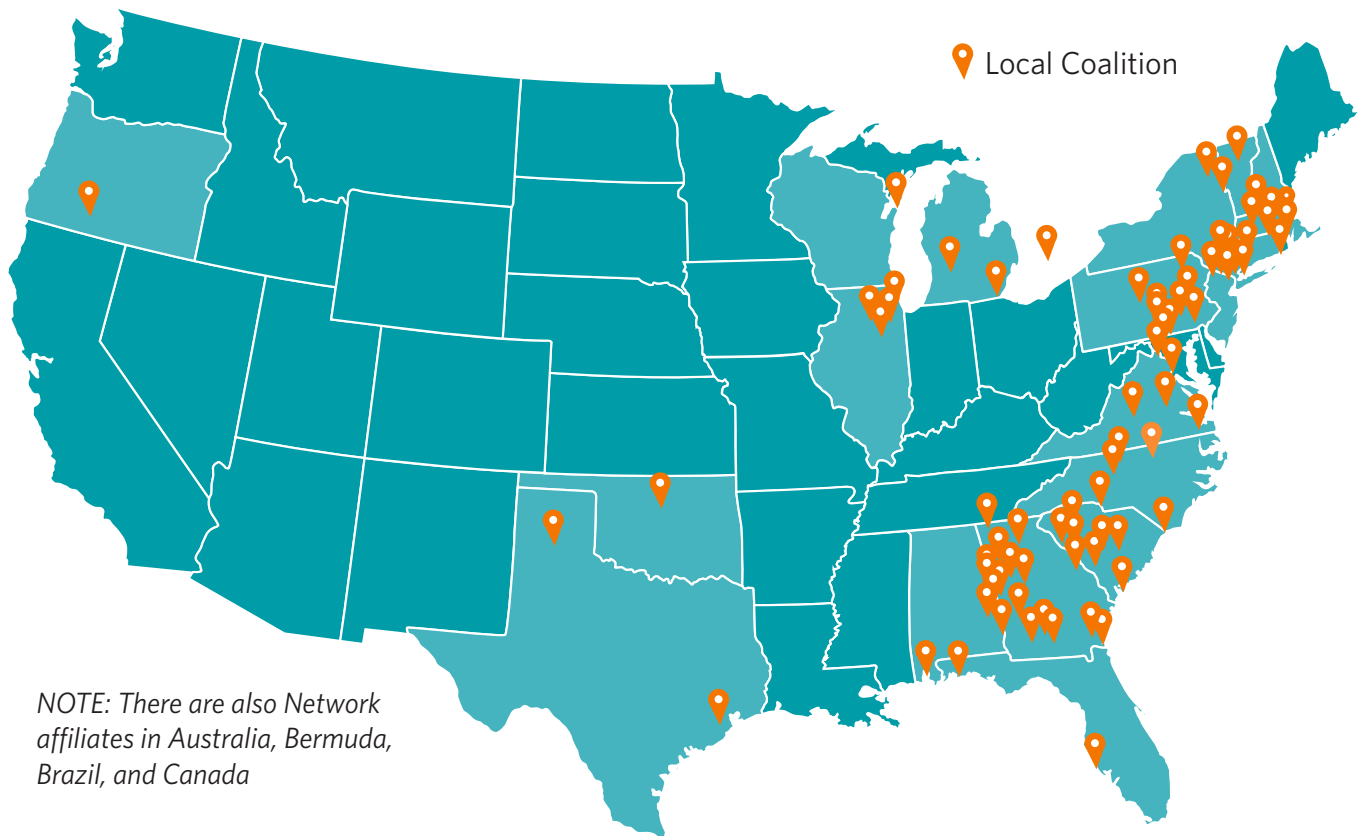 Local Coalition
NOTE: There are also Network
affiliates in Australia, Bermuda,
Brazil, and Canada